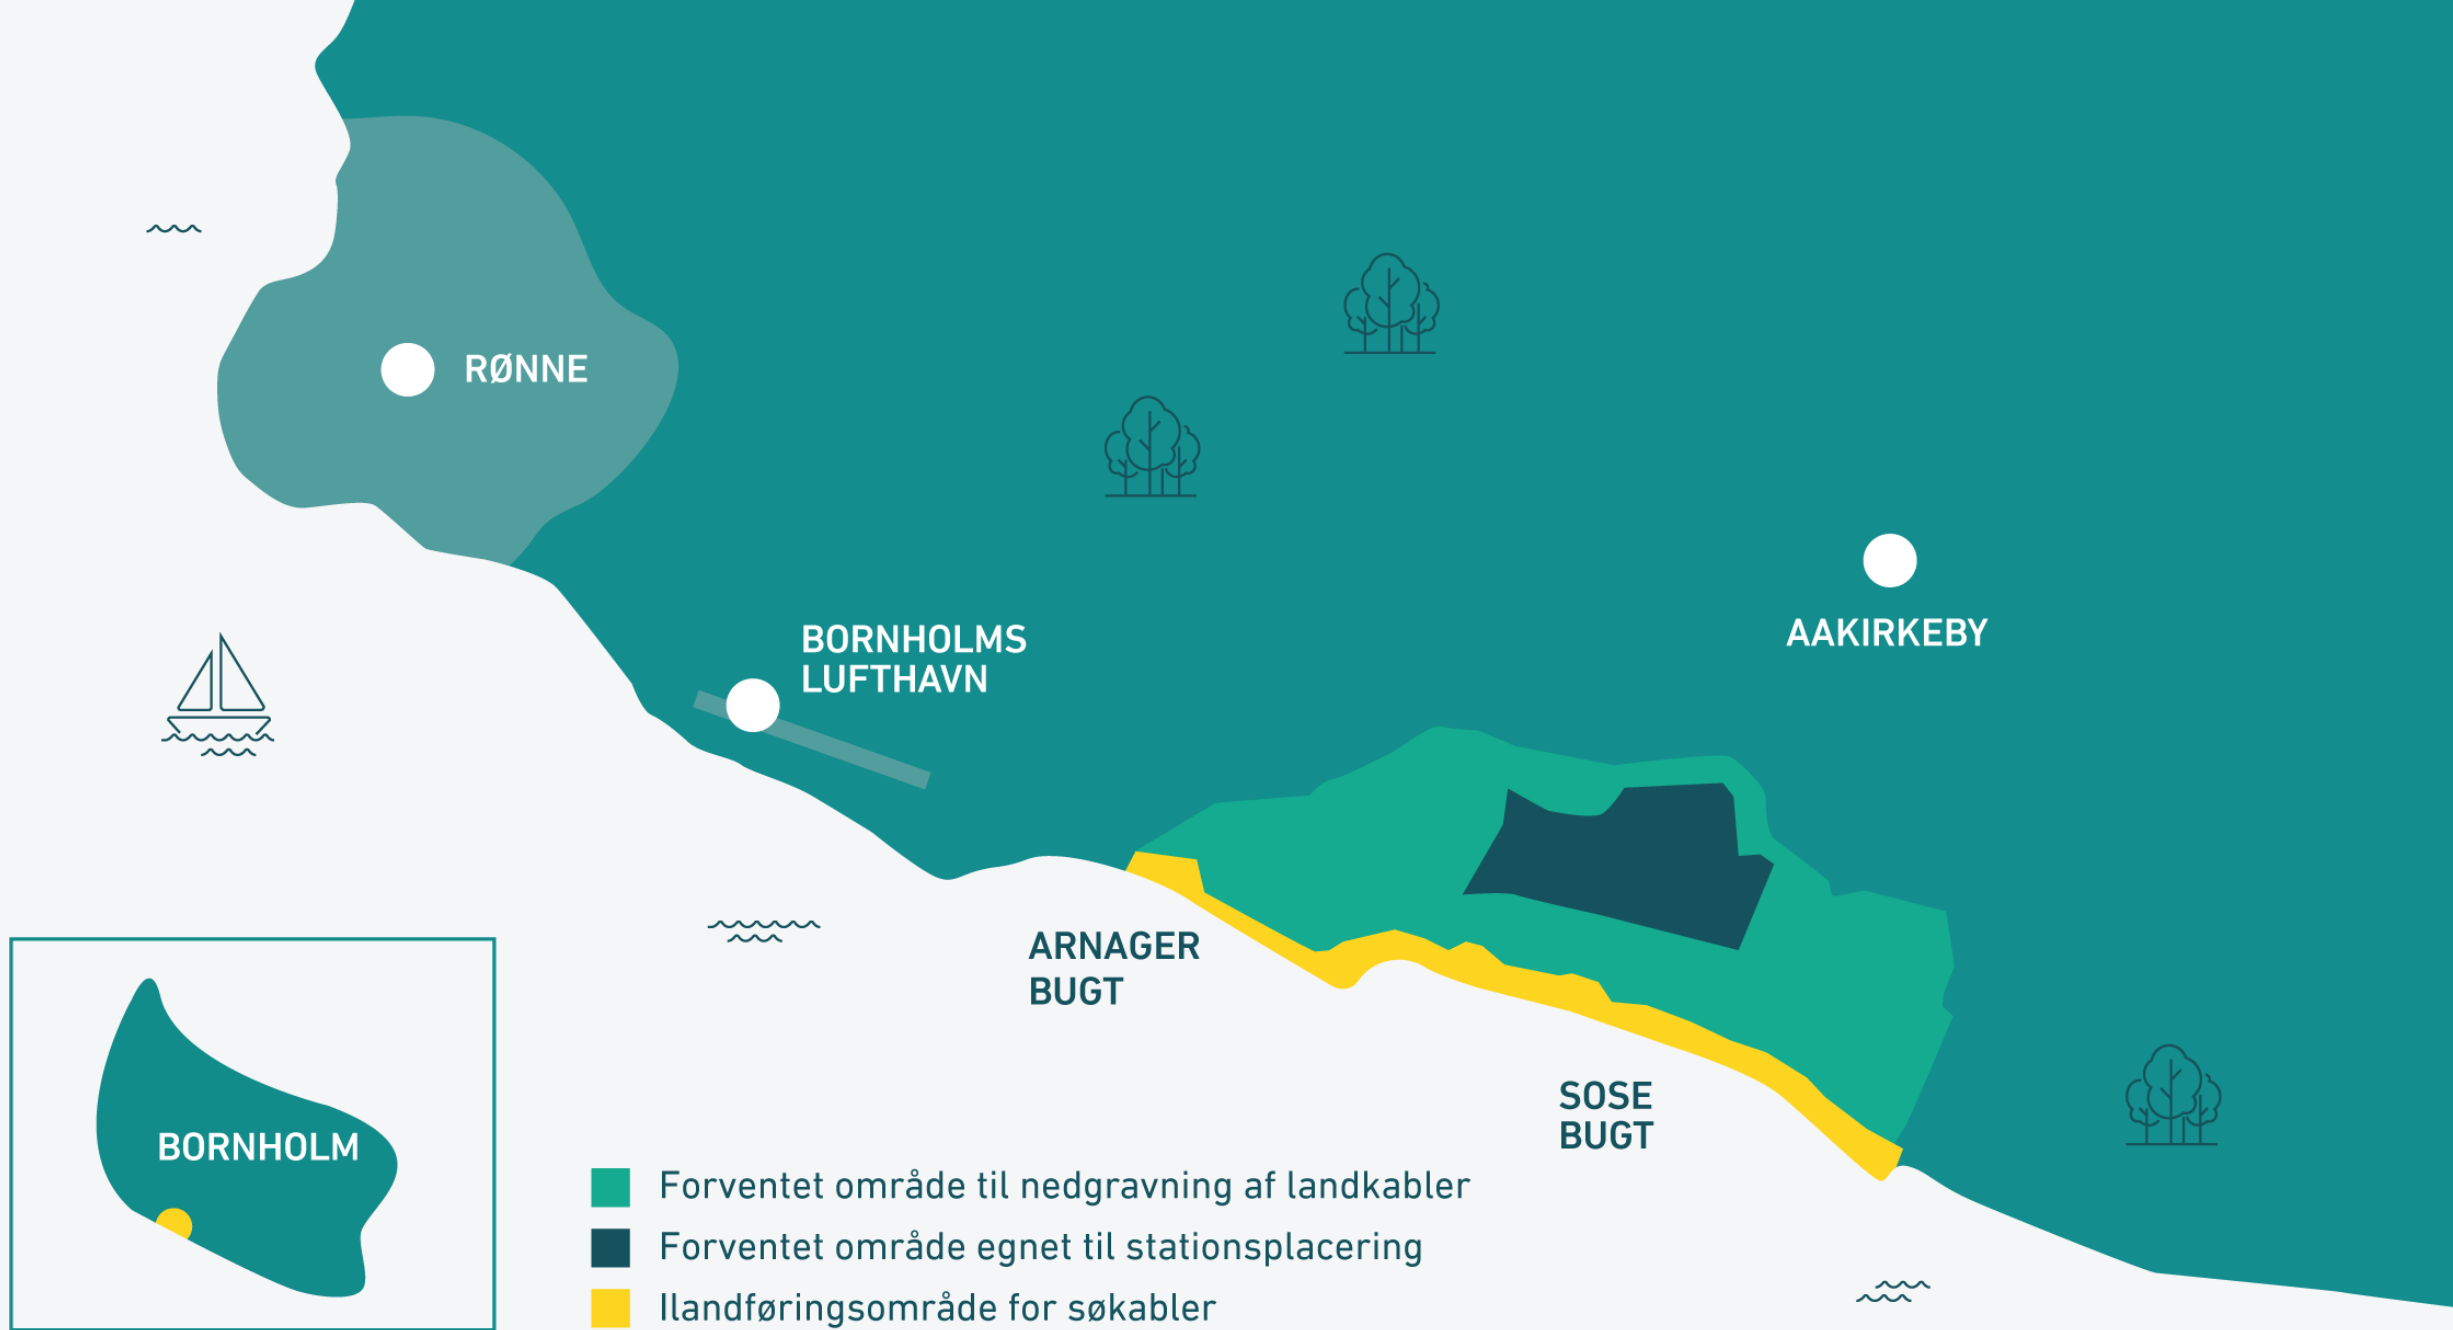 RØNNE
BORNHOLMS
LUFTHAVN
AAKIRKEBY
ARNAGER
BUGT
SOSE
BUGT
BORNHOLM
Forventet område til nedgravning af landkabler
Forventet område egnet til stationsplacering
Ilandføringsområde for søkabler